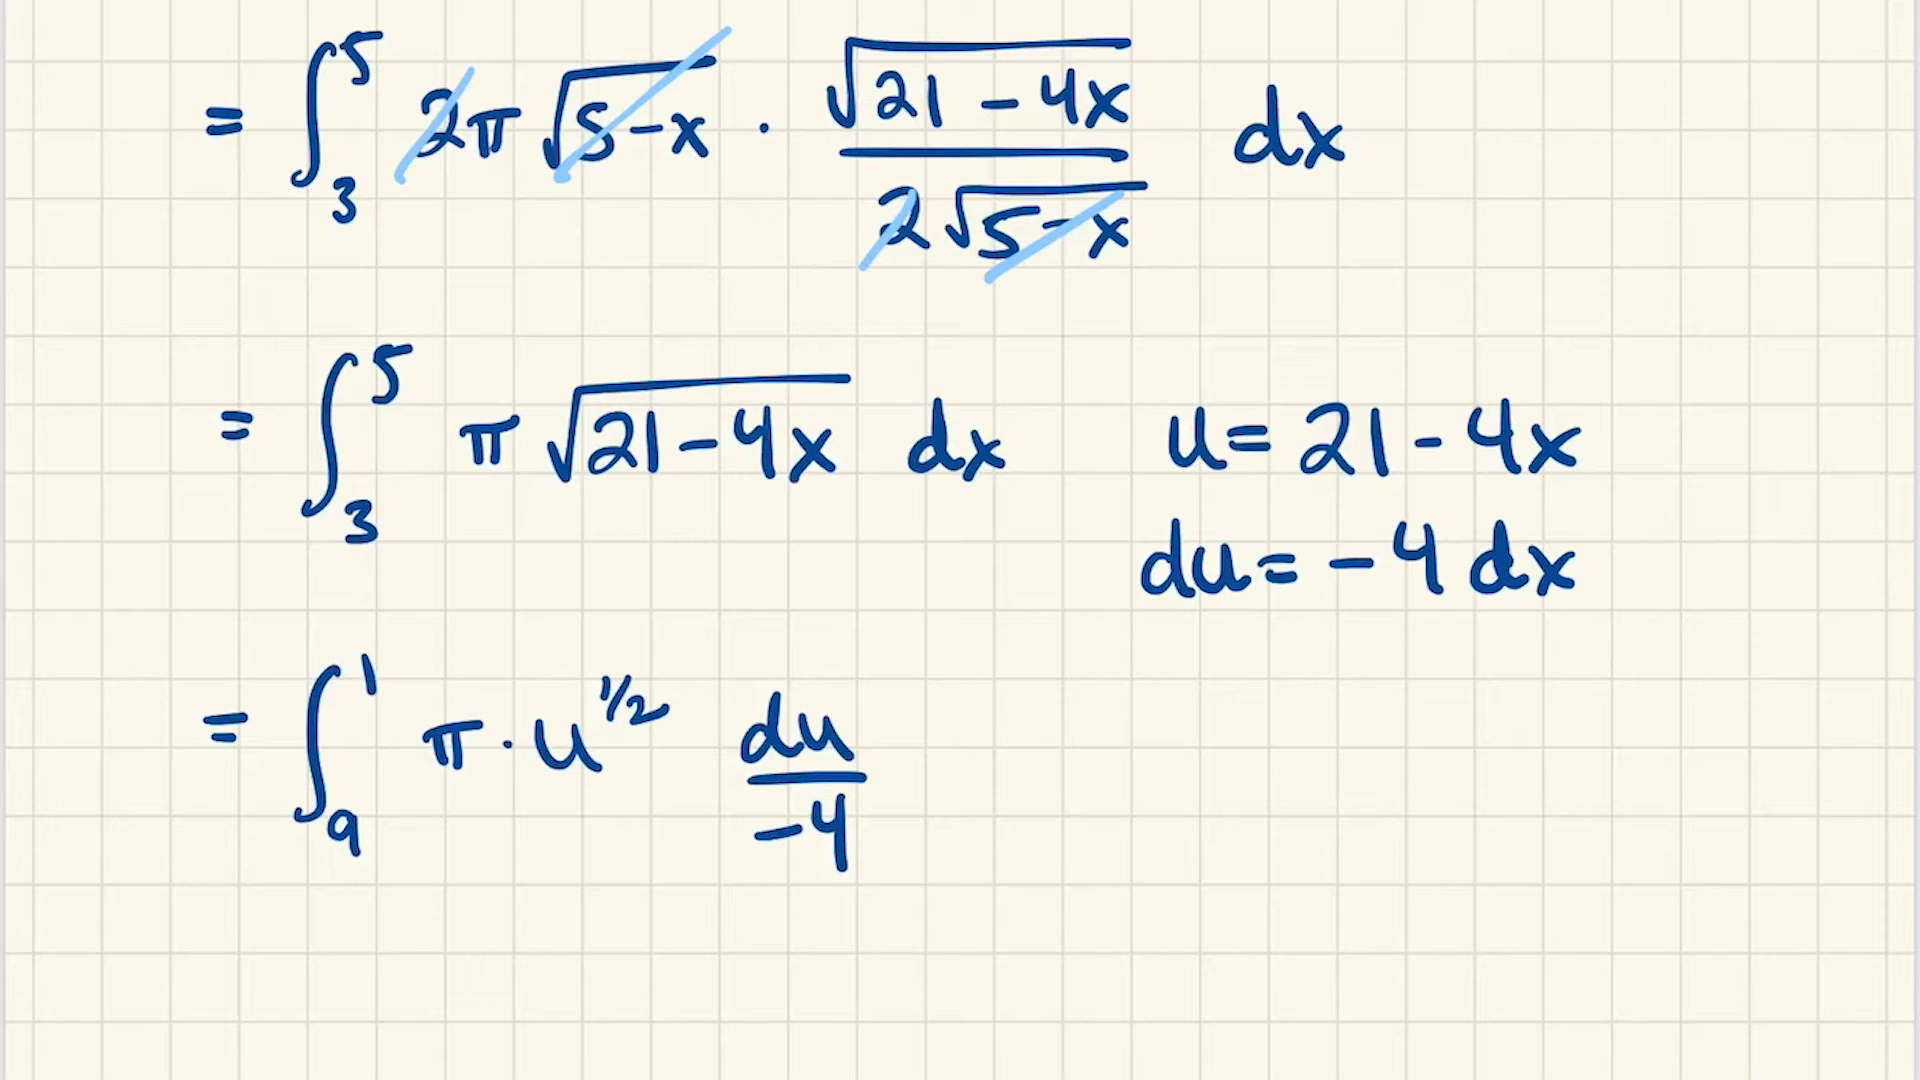 = ∫₃⁵ 2π √(5-x) · √(21-4x) / (2√(5-x)) dx
= ∫₃⁵ π √(21-4x) dx u = 21-4x
du = -4 dx
= ∫₉¹ π · u^(1/2) du/-4